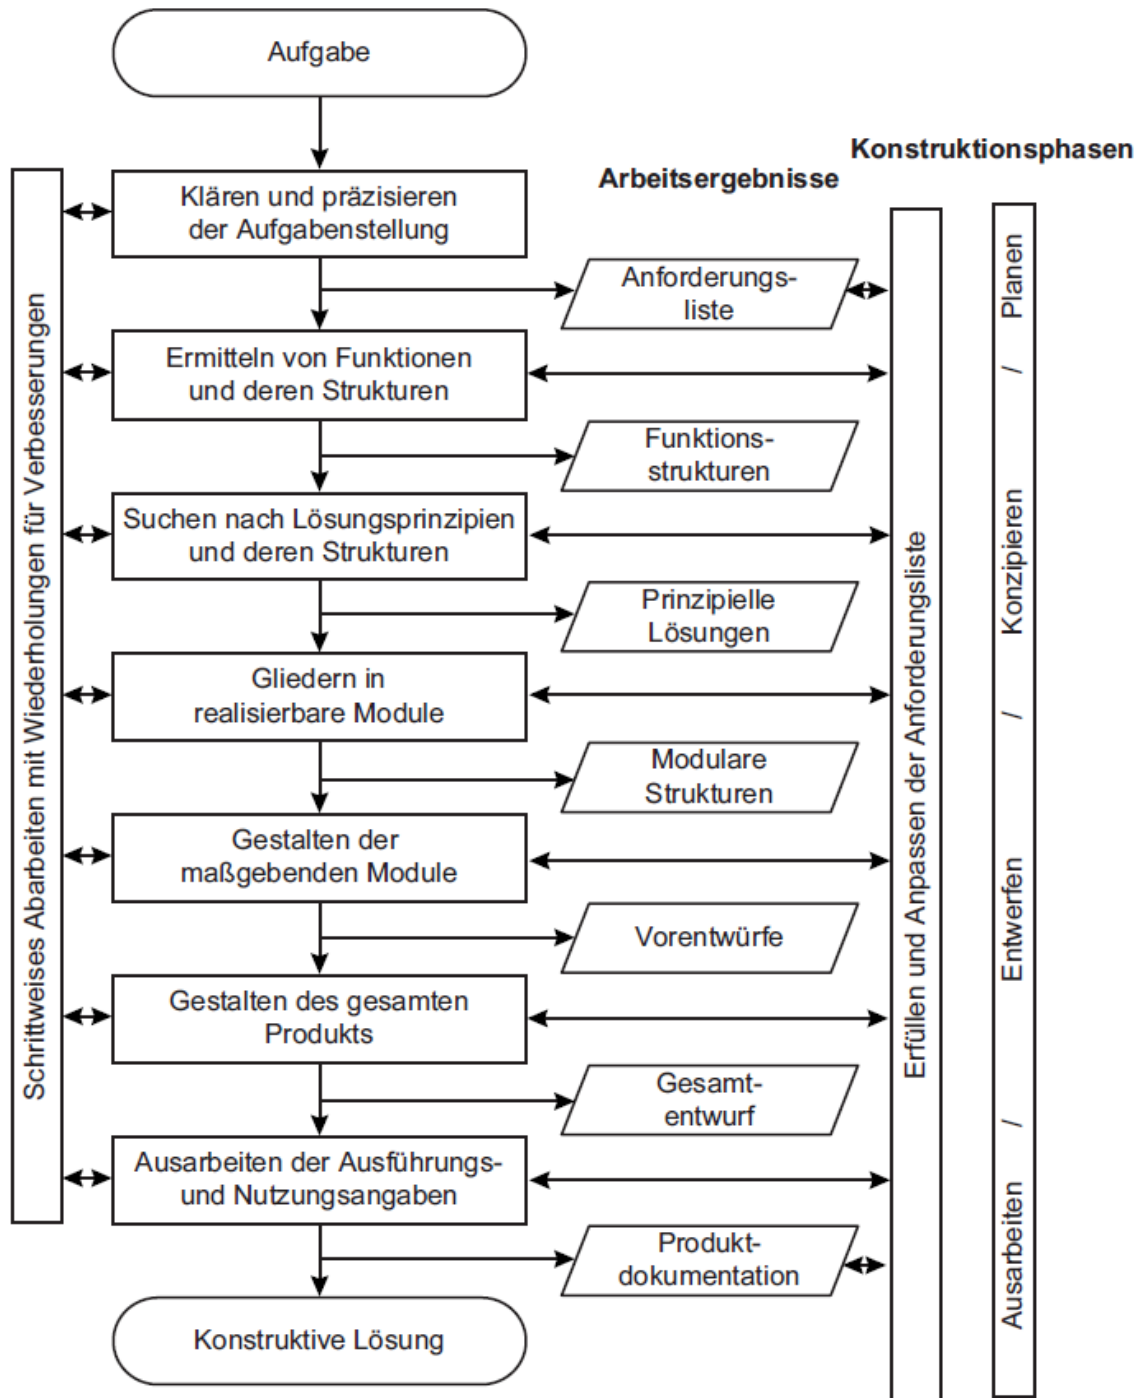 Aufgabe
Konstruktionsphasen
Arbeitsergebnisse
Klären und präzisieren
der Aufgabenstellung
Anforderungs-
liste
Ermitteln von Funktionen
und deren Strukturen
Funktions-
strukturen
Suchen nach Lösungsprinzipien
und deren Strukturen
Prinzipielle
Lösungen
Gliedern in
realisierbare Module
Modulare
Strukturen
Gestalten der
maßgebenden Module
Vorentwürfe
Gestalten des gesamten
Produkts
Gesamt-
entwurf
Ausarbeiten der Ausführungs-
und Nutzungsangaben
Produkt-
dokumentation
Konstruktive Lösung
Schrittweises Abarbeiten mit Wiederholungen für Verbesserungen
Erfüllen und Anpassen der Anforderungsliste
Ausarbeiten / Entwerfen / Konzipieren / Planen